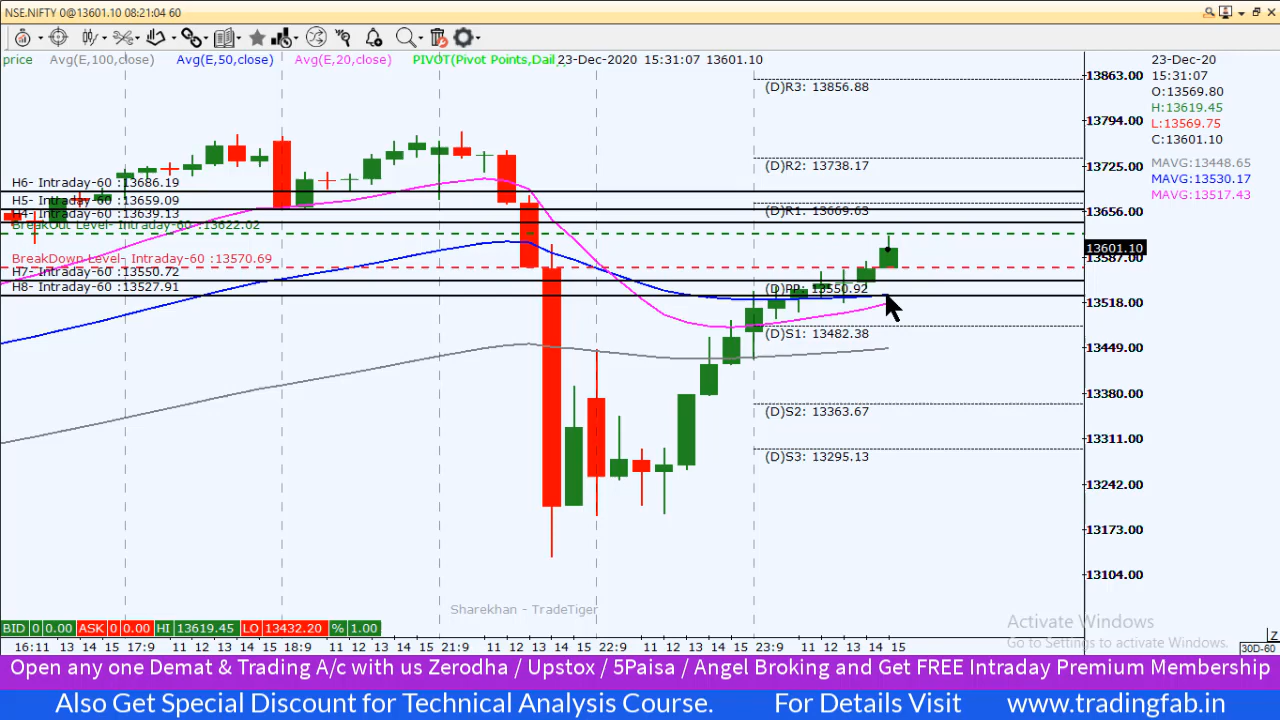 NSE.NIFTY 0@13601.10 08:21:04 60
price Avg(E,100,close) Avg(E,50,close) Avg(E,20,close) PIVOT(Pivot Points,Dail 23-Dec-2020 15:31:07 13601.10
23-Dec-20
15:31:07
O:13569.80
H:13619.45
L:13569.75
C:13601.10
MAVG:13448.65
MAVG:13530.17
MAVG:13517.43
13863.00
13794.00
13725.00
13656.00
13601.10
13587.00
13518.00
13449.00
13380.00
13311.00
13242.00
13173.00
13104.00
(D)R3: 13856.88
(D)R2: 13738.17
(D)R1: 13669.63
(D)PP: 13550.92
(D)S1: 13482.38
(D)S2: 13363.67
(D)S3: 13295.13
H6- Intraday-60 :13686.19
H5- Intraday-60 :13659.09
H4- Intraday-60 :13639.13
BreakOut Level- Intraday-60 :13622.02
BreakDown Level- Intraday-60 :13570.69
H7- Intraday-60 :13550.72
H8- Intraday-60 :13527.91
Sharekhan - TradeTiger
Activate Windows
Go to Settings to activate Windows.
BID 0 0.00 ASK 0 0.00 HI 13619.45 LO 13432.20 % 1.00
Z
16:11 13 14 15 17:9 11 12 13 14 15 18:9 11 12 13 14 15 21:9 11 12 13 14 15 22:9 11 12 13 14 15 23:9 11 12 13 14 15 30D-60
Open any one Demat & Trading A/c with us Zerodha / Upstox / 5Paisa / Angel Broking and Get FREE Intraday Premium Membership
Also Get Special Discount for Technical Analysis Course. For Details Visit www.tradingfab.in